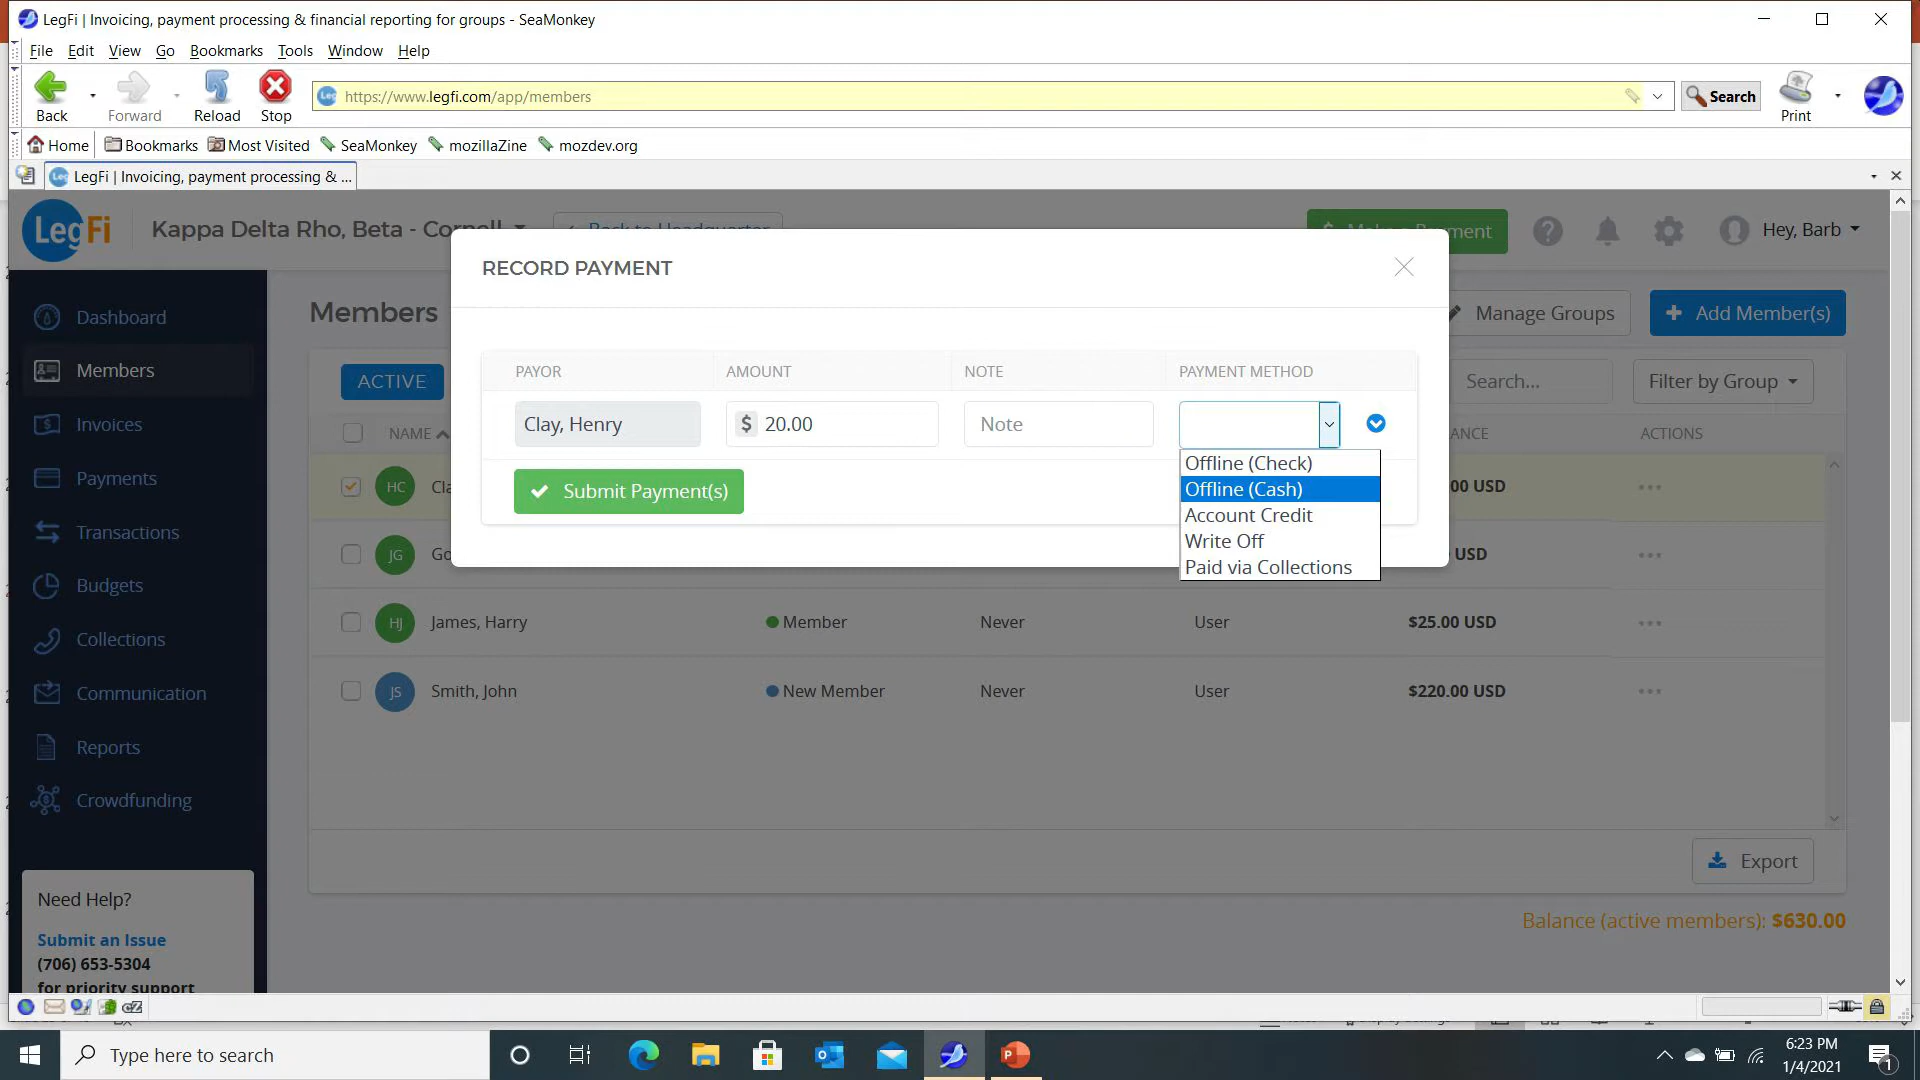 LegFi | Invoicing, payment processing & financial reporting for groups - SeaMonkey
File Edit View Go Bookmarks Tools Window Help
Back Forward Reload Stop https://www.legfi.com/app/members Search Print
Home Bookmarks Most Visited SeaMonkey mozillaZine mozdev.org
LegFi | Invoicing, payment processing & ...
LegFi Kappa Delta Rho, Beta - Cornell Back to Headquarter Make a Payment Hey, Barb
RECORD PAYMENT
PAYOR AMOUNT NOTE PAYMENT METHOD
Clay, Henry $ 20.00 Note
Offline (Check)
Offline (Cash)
Account Credit
Write Off
Paid via Collections
Submit Payment(s)
Dashboard
Members
Invoices
Payments
Transactions
Budgets
Collections
Communication
Reports
Crowdfunding
Need Help?
Submit an Issue
(706) 653-5304
for priority support
Members Manage Groups Add Member(s)
ACTIVE Search... Filter by Group
NAME ACTIONS
HC 00 USD
JG USD
HJ James, Harry Member Never User $25.00 USD
JS Smith, John New Member Never User $220.00 USD
Export
Balance (active members): $630.00
Type here to search
6:23 PM
1/4/2021
1